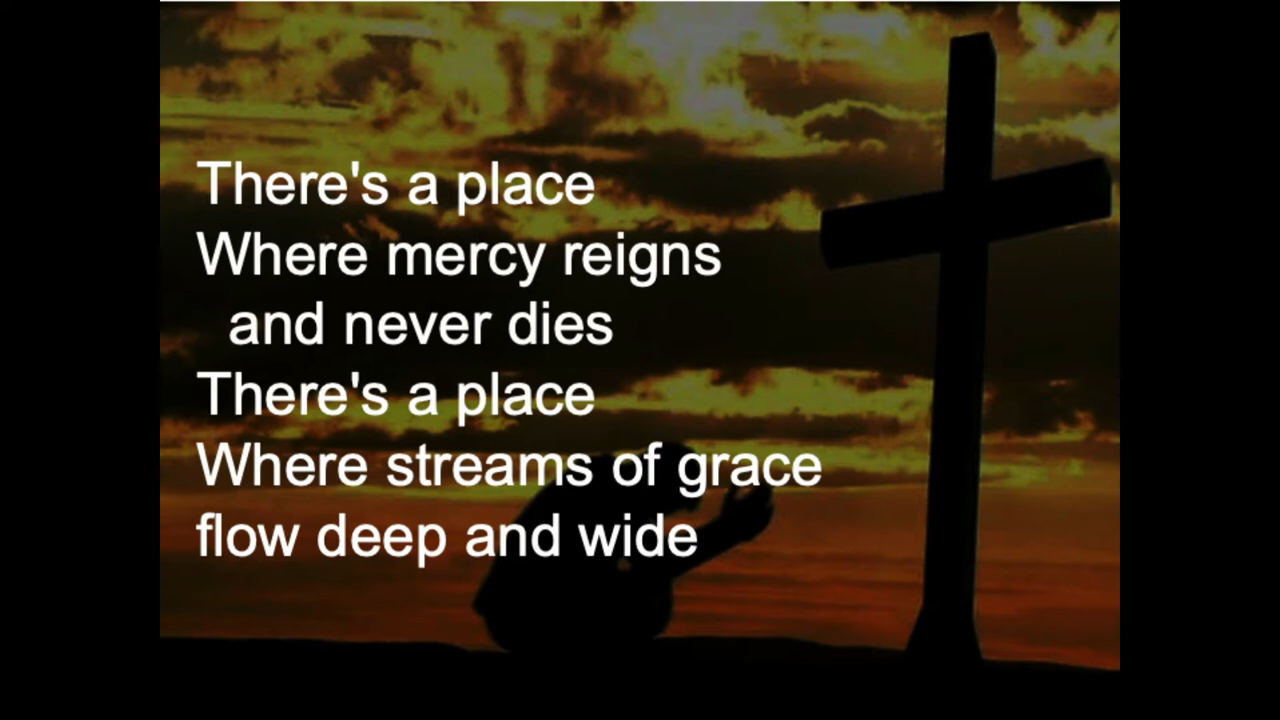 There's a place
Where mercy reigns
and never dies
There's a place
Where streams of grace
flow deep and wide